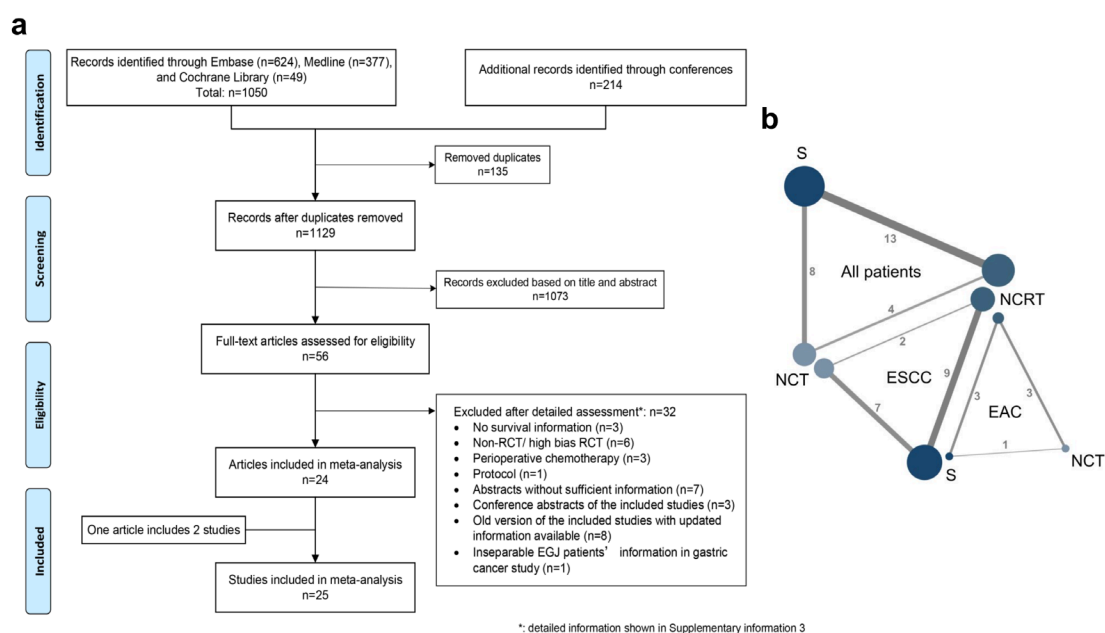 a
Identification
Records identified through Embase (n=624), Medline (n=377),
and Cochrane Library (n=49)
Total: n=1050
Additional records identified through conferences
n=214
Removed duplicates
n=135
Screening
Records after duplicates removed
n=1129
Records excluded based on title and abstract
n=1073
Eligibility
Full-text articles assessed for eligibility
n=56
Excluded after detailed assessment*: n=32
• No survival information (n=3)
• Non-RCT/ high bias RCT (n=6)
• Perioperative chemotherapy (n=3)
• Protocol (n=1)
• Abstracts without sufficient information (n=7)
• Conference abstracts of the included studies (n=3)
• Old version of the included studies with updated
information available (n=8)
• Inseparable EGJ patients' information in gastric
cancer study (n=1)
Articles included in meta-analysis
n=24
Included
One article includes 2 studies
Studies included in meta-analysis
n=25
*: detailed information shown in Supplementary information 3
b
S
13
8
All patients
4
NCRT
2
NCT
ESCC
9
7
3
EAC
3
1
S
NCT